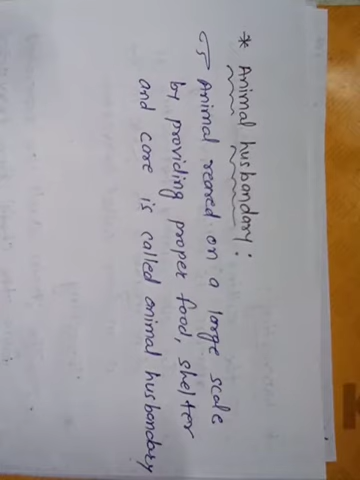 * Animal husbandary:
→ Animal reared on a large scale
by providing proper food, shelter
and care is called animal husbandary